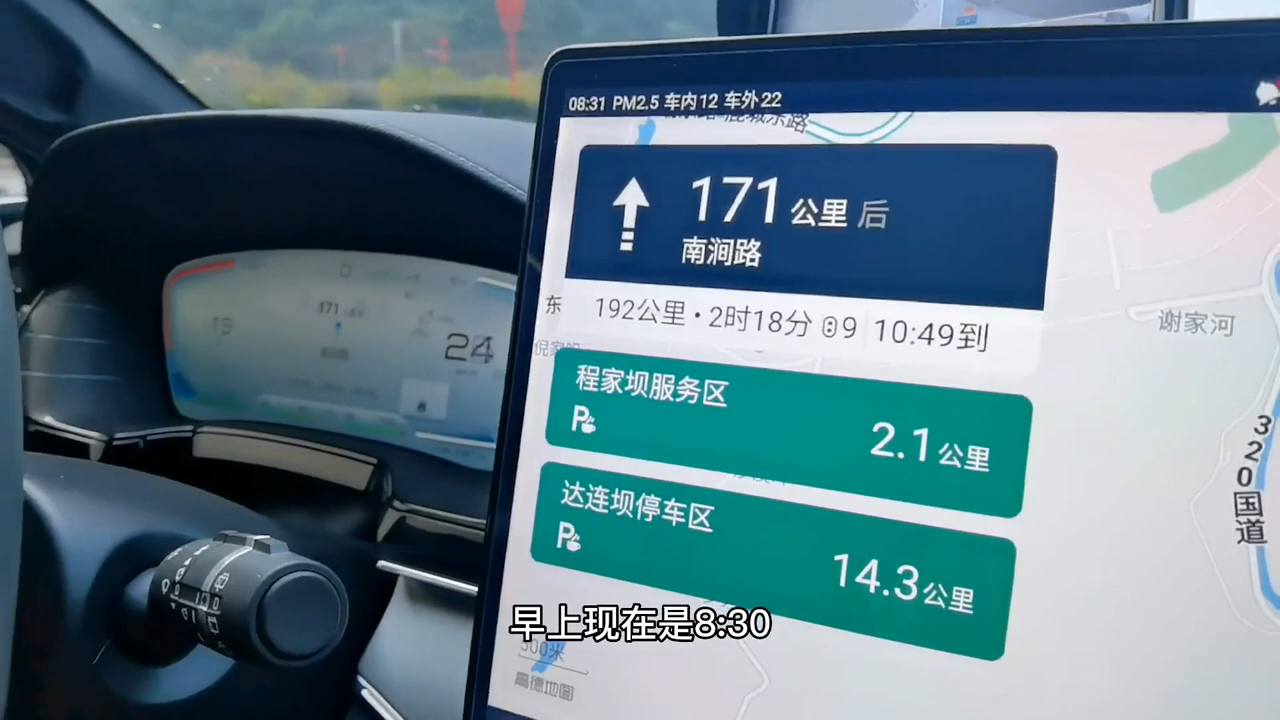 08:31 PM2.5 车内12 车外22
171公里 后
南涧路
192公里·2时18分 9 10:49到
东
程家坝服务区
P
2.1公里
达连坝停车区
P
14.3公里
谢家河
320国道
171
19
24
早上现在是8:30
500米
高德地图